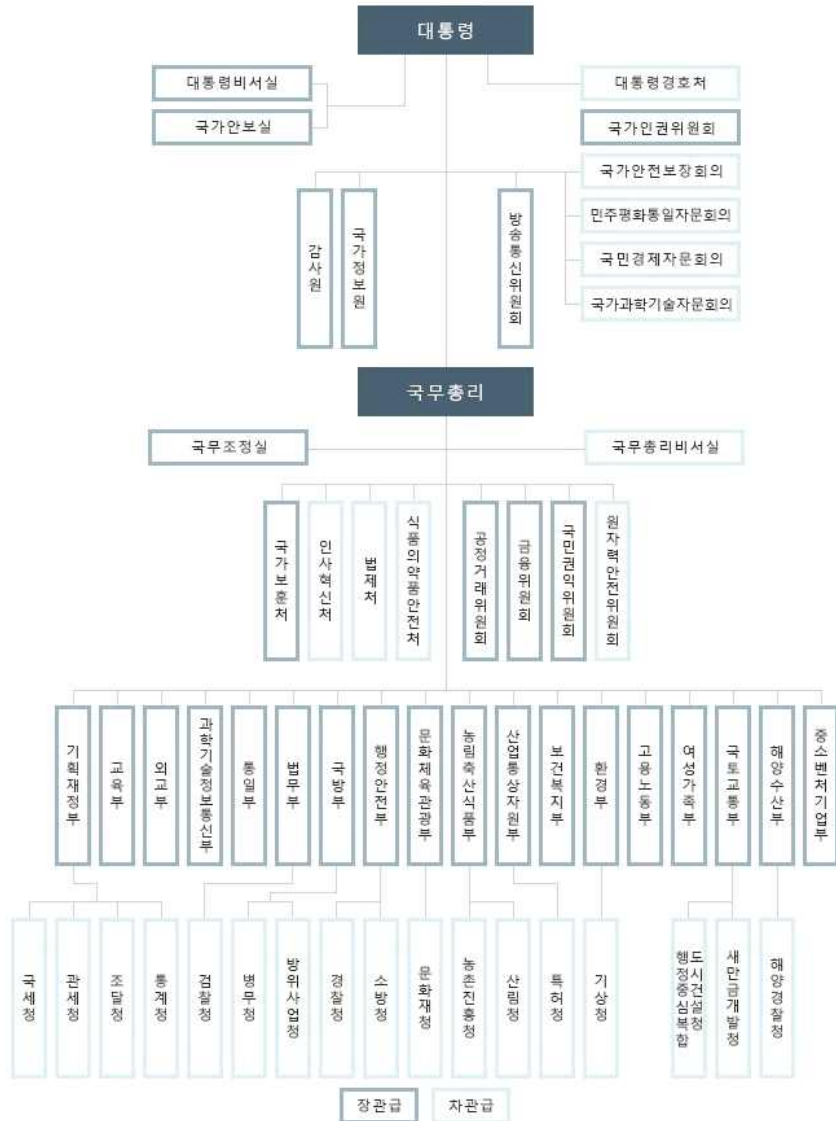 대통령
대통령비서실
대통령경호처
국가안보실
국가인권위원회
국가안전보장회의
감사원
국가정보원
방송통신위원회
민주평화통일자문회의
국민경제자문회의
국가과학기술자문회의
국무총리
국무조정실
국무총리비서실
국가보훈처
인사혁신처
법제처
식품의약품안전처
공정거래위원회
금융위원회
국민권익위원회
원자력안전위원회
기획재정부
교육부
외교부
과학기술정보통신부
통일부
법무부
국방부
행정안전부
문화체육관광부
농림축산식품부
산업통상자원부
보건복지부
환경부
고용노동부
여성가족부
국토교통부
해양수산부
중소벤처기업부
국세청
관세청
조달청
통계청
검찰청
병무청
방위사업청
경찰청
소방청
문화재청
농촌진흥청
산림청
특허청
기상청
행정중심복합
도시건설청
새만금개발청
해양경찰청
장관급
차관급